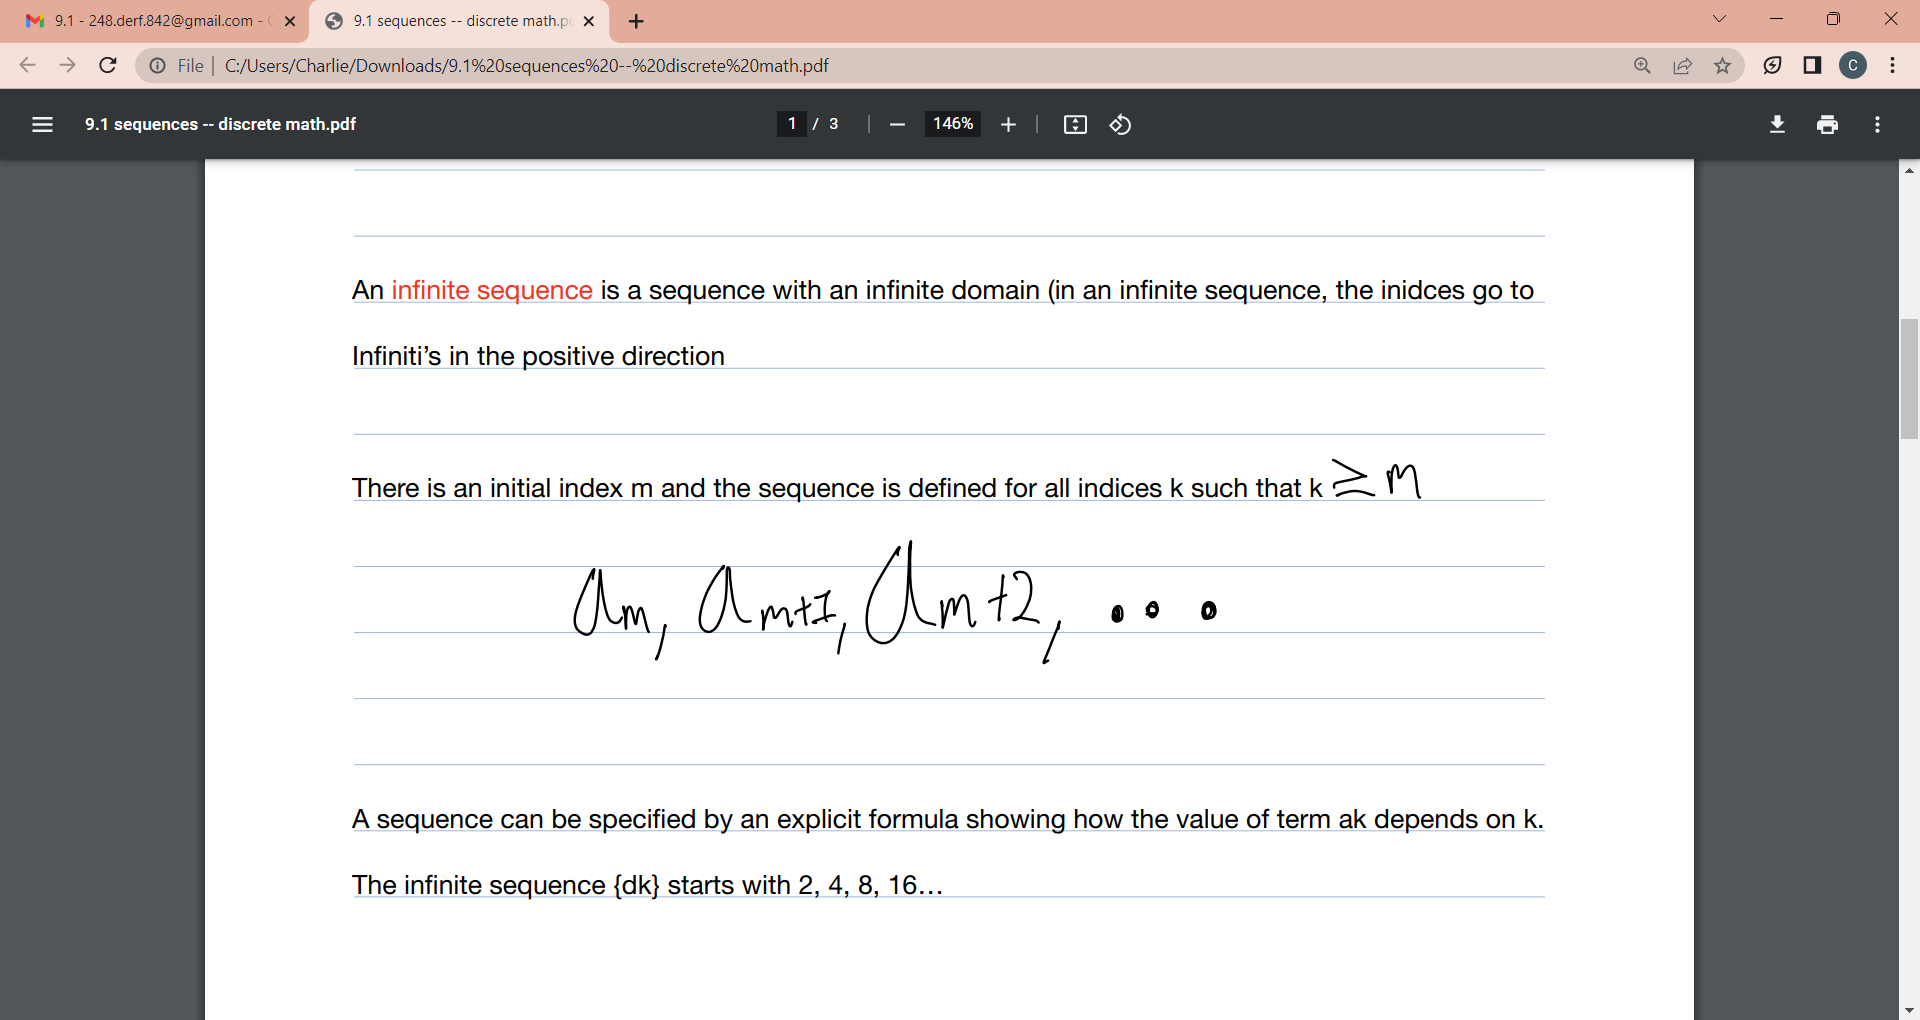 9.1 - 248.derf.842@gmail.com -
9.1 sequences -- discrete math.p
File | C:/Users/Charlie/Downloads/9.1%20sequences%20--%20discrete%20math.pdf
C
9.1 sequences -- discrete math.pdf
1 / 3 | − 146% + |
An infinite sequence is a sequence with an infinite domain (in an infinite sequence, the inidces go to
Infiniti’s in the positive direction
There is an initial index m and the sequence is defined for all indices k such that k ≥ m
am, am+1, am+2, ...
A sequence can be specified by an explicit formula showing how the value of term ak depends on k.
The infinite sequence {dk} starts with 2, 4, 8, 16…